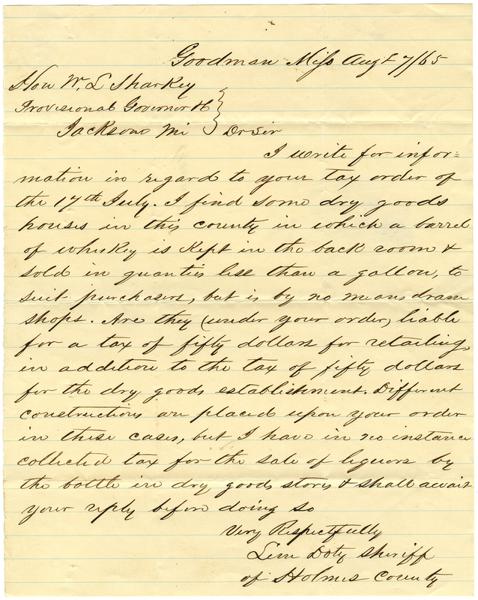 Goodman Miss Augt 7/65
Hon W. L Sharkey
Provisional Governor &c
Jackson Mi } Dr Sir
I write for infor=
mation in regard to your tax order of
the 17th July. I find some dry goods
houses in this county in which a barrel
of whiskey is kept in the back room &
sold in quanties less than a gallon, to
suit purchasers, but is by no means dram
shops. Are they (under your order) liable
for a tax of fifty dollars for retailing
in addition to the tax of fifty dollars
for the dry goods establishment. Different
constructions are placed upon your order
in these cases, but I have in no instance
collected tax for the sale of liquors by
the bottle in dry goods stores & shall await
your reply before doing so
Very Respectfully
Lem Doty Sheriff
of Holmes County